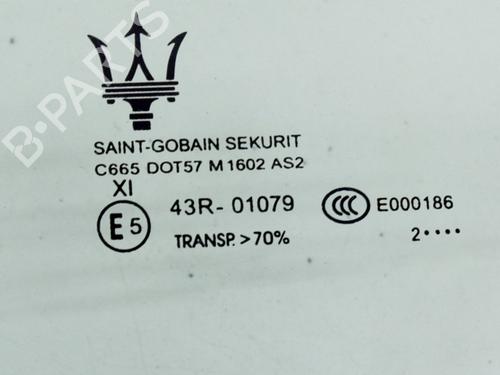 B-PARTS
SAINT-GOBAIN SEKURIT
C665 DOT57 M1602 AS2
XI
E5 43R-01079 CCC E000186
TRANSP.>70% 2••••